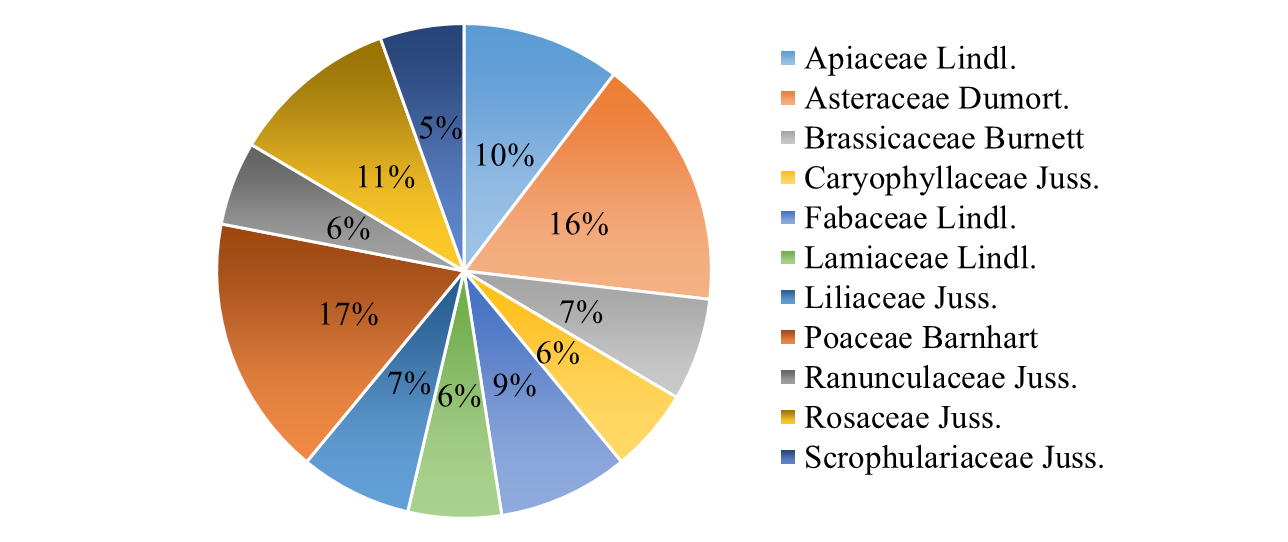 5%
10%
11%
16%
6%
7%
17%
6%
7%
6%
9%
Apiaceae Lindl.
Asteraceae Dumort.
Brassicaceae Burnett
Caryophyllaceae Juss.
Fabaceae Lindl.
Lamiaceae Lindl.
Liliaceae Juss.
Poaceae Barnhart
Ranunculaceae Juss.
Rosaceae Juss.
Scrophulariaceae Juss.